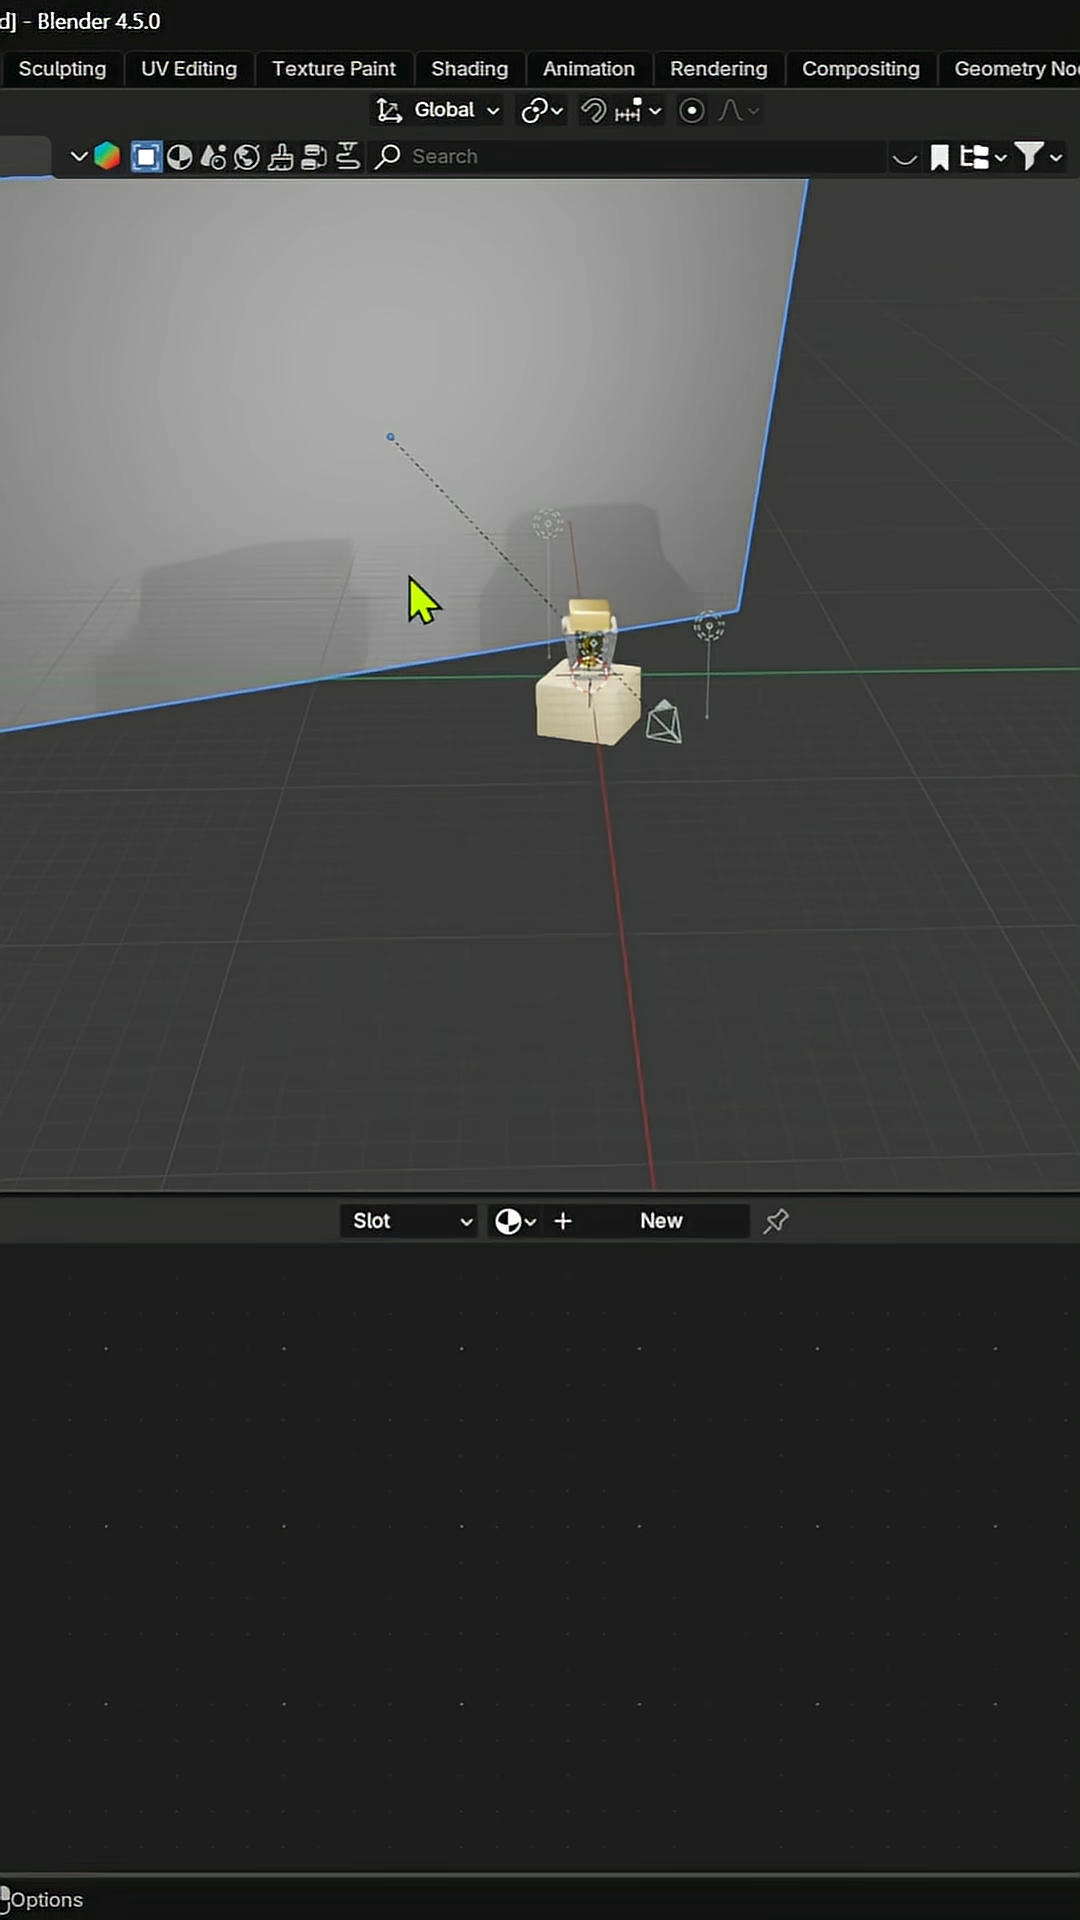 d] - Blender 4.5.0
Sculpting UV Editing Texture Paint Shading Animation Rendering Compositing Geometry No
Global
Search
Slot New
Options